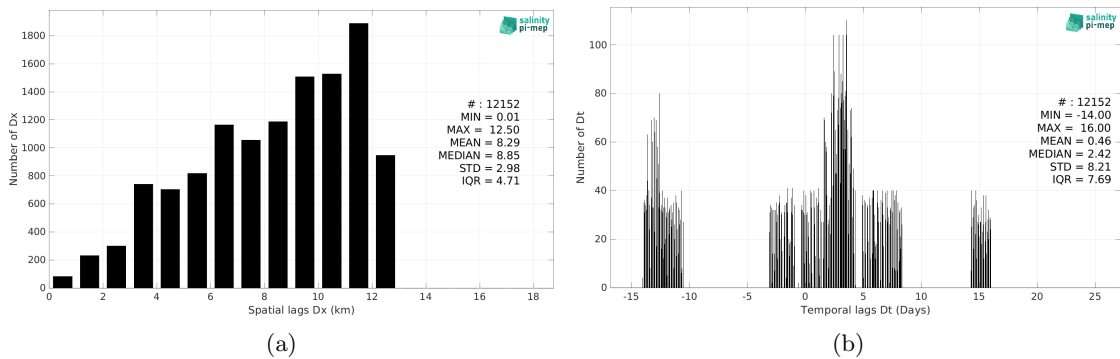 salinity
pi-mep
1800
1600
1400
1200
1000
800
600
400
200
0
Number of Dx
# : 12152
MIN = 0.01
MAX = 12.50
MEAN = 8.29
MEDIAN = 8.85
STD = 2.98
IQR = 4.71
0 2 4 6 8 10 12 14 16 18
Spatial lags Dx (km)
(a)
salinity
pi-mep
100
80
60
40
20
0
Number of Dt
# : 12152
MIN = -14.00
MAX = 16.00
MEAN = 0.46
MEDIAN = 2.42
STD = 8.21
IQR = 7.69
-15 -10 -5 0 5 10 15 20 25
Temporal lags Dt (Days)
(b)